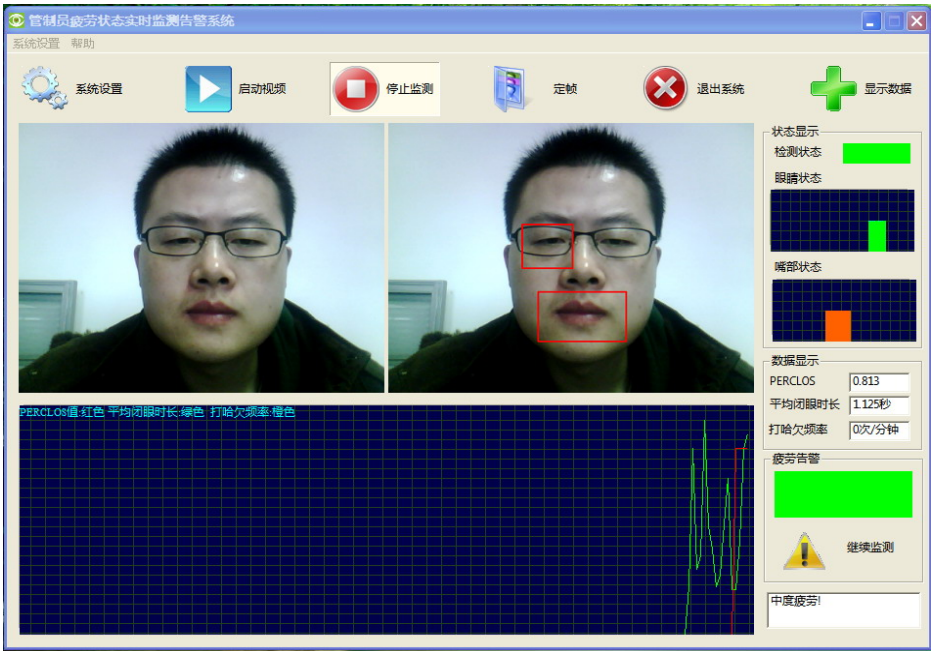 管制员疲劳状态实时监测告警系统
系统设置 帮助
系统设置 启动视频 停止监测 定帧 退出系统 显示数据
状态显示
检测状态
眼睛状态
嘴部状态
数据显示
PERCLOS 0.813
平均闭眼时长 1.125秒
打哈欠频率 0次/分钟
PERCLOS值:红色 平均闭眼时长:绿色 打哈欠频率:橙色
疲劳告警
继续监测
中度疲劳!